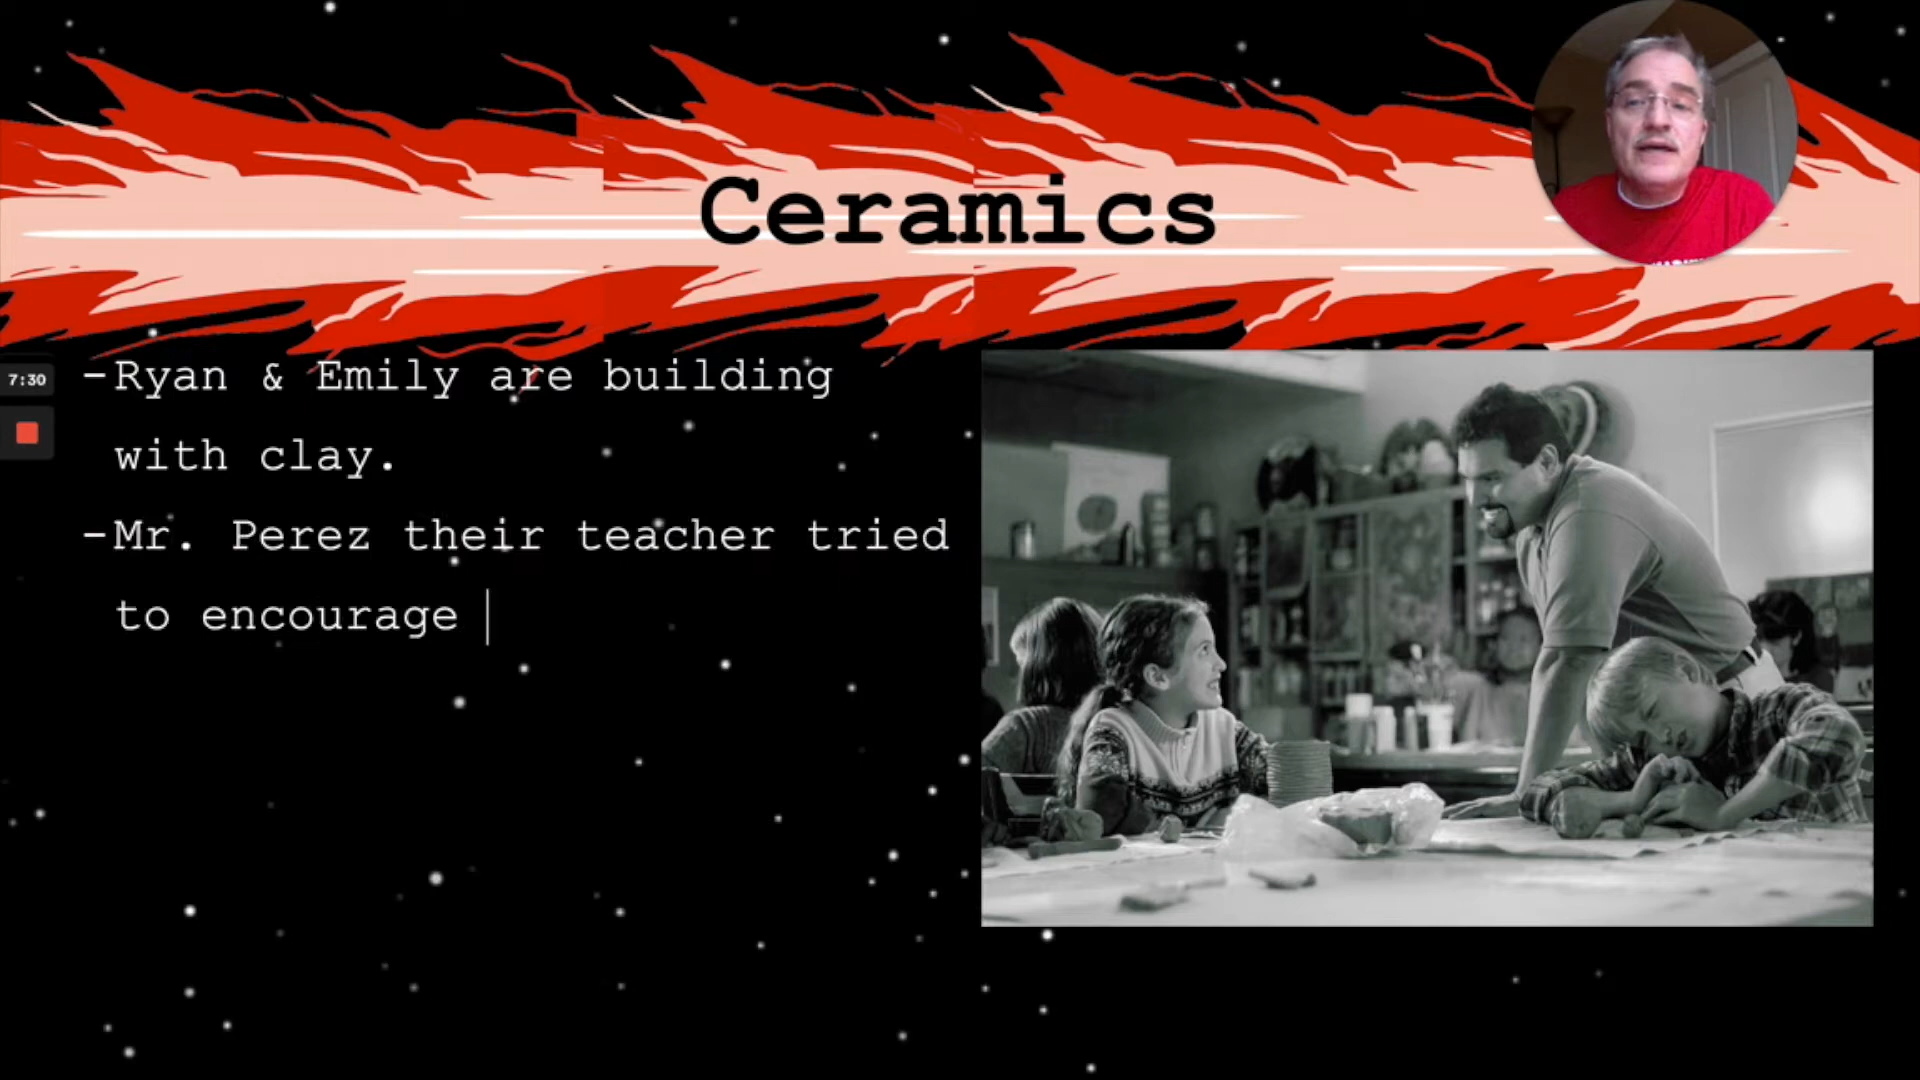 Ceramics
7:30
-Ryan & Emily are building
with clay.
-Mr. Perez their teacher tried
to encourage